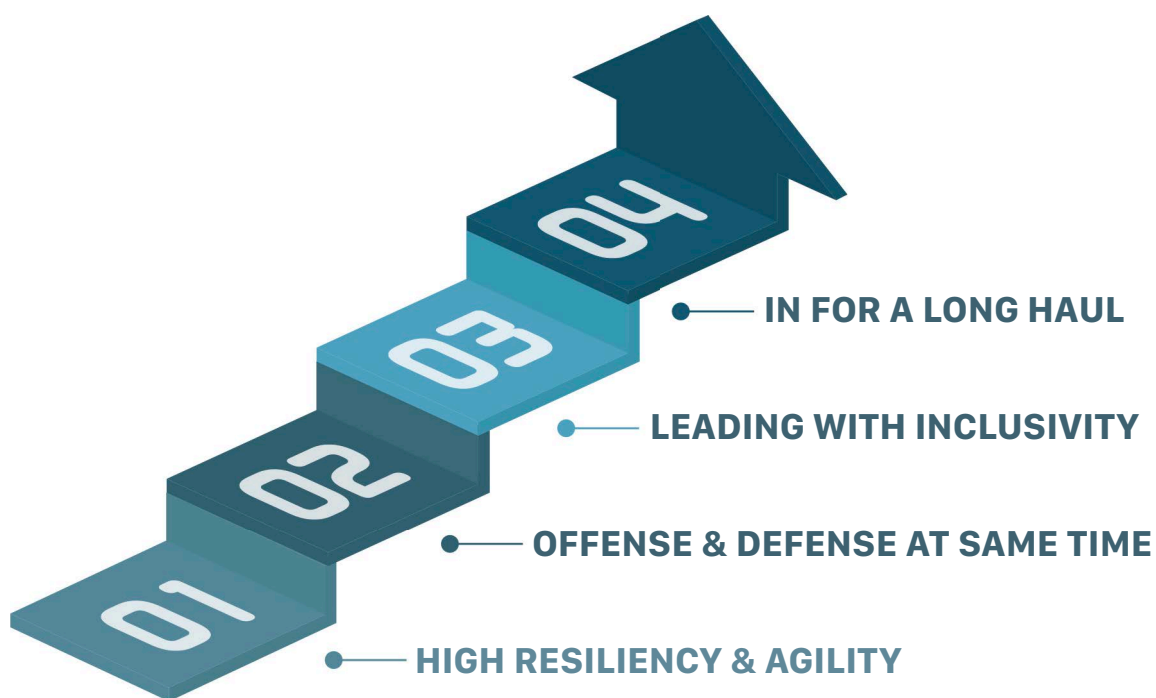 04
IN FOR A LONG HAUL
03
LEADING WITH INCLUSIVITY
02
OFFENSE & DEFENSE AT SAME TIME
01
HIGH RESILIENCY & AGILITY